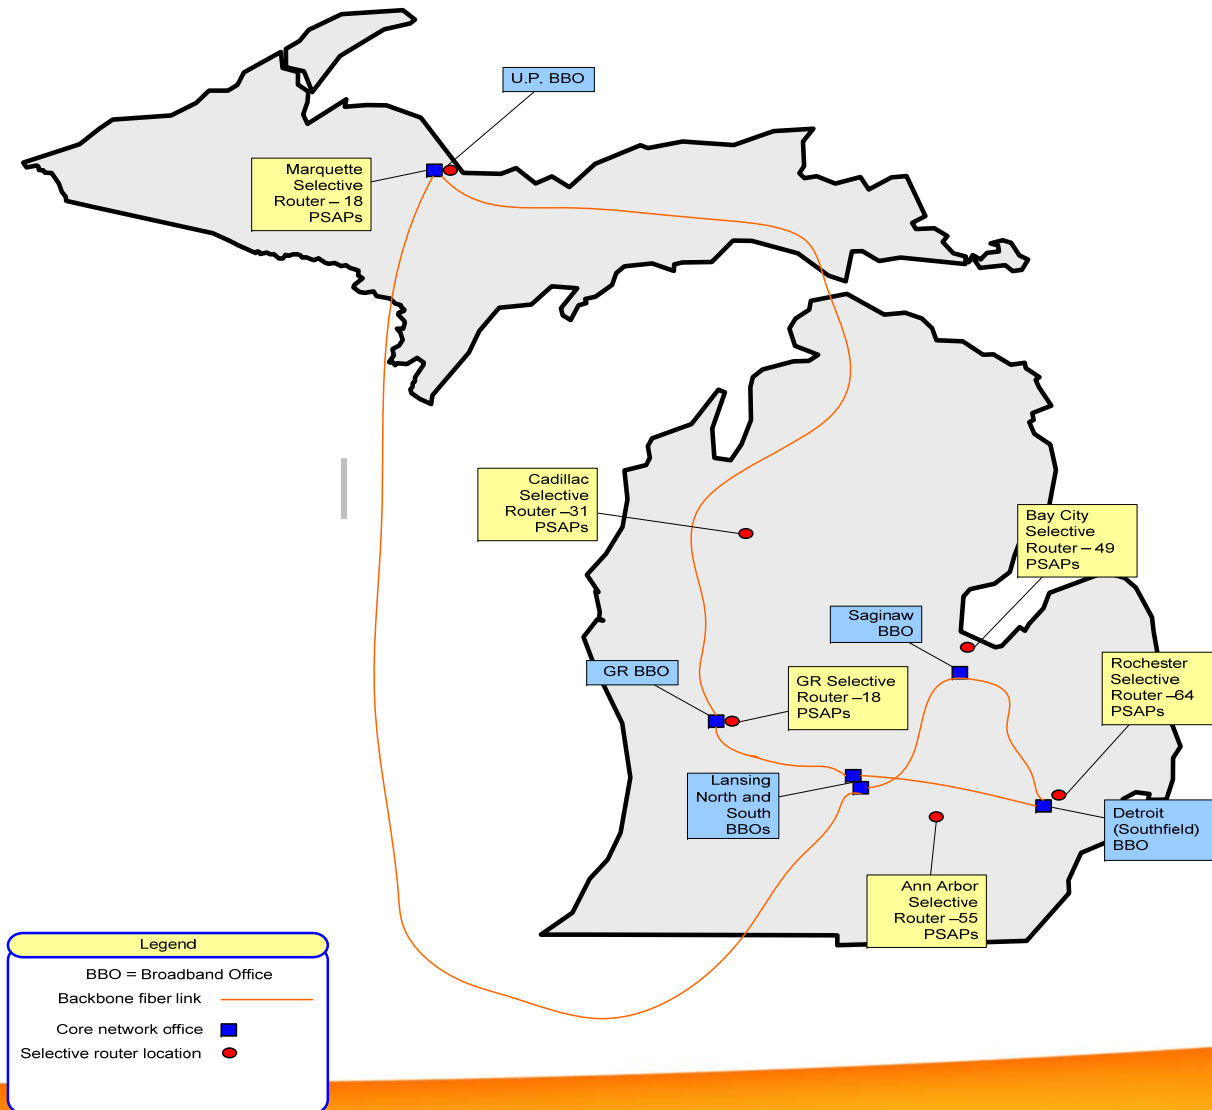 U.P. BBO
Marquette
Selective
Router – 18
PSAPs
Cadillac
Selective
Router –31
PSAPs
Bay City
Selective
Router – 49
PSAPs
Saginaw
BBO
GR BBO
GR Selective
Router –18
PSAPs
Rochester
Selective
Router –64
PSAPs
Lansing
North and
South
BBOs
Detroit
(Southfield)
BBO
Ann Arbor
Selective
Router –55
PSAPs
Legend
BBO = Broadband Office
Backbone fiber link
Core network office
Selective router location